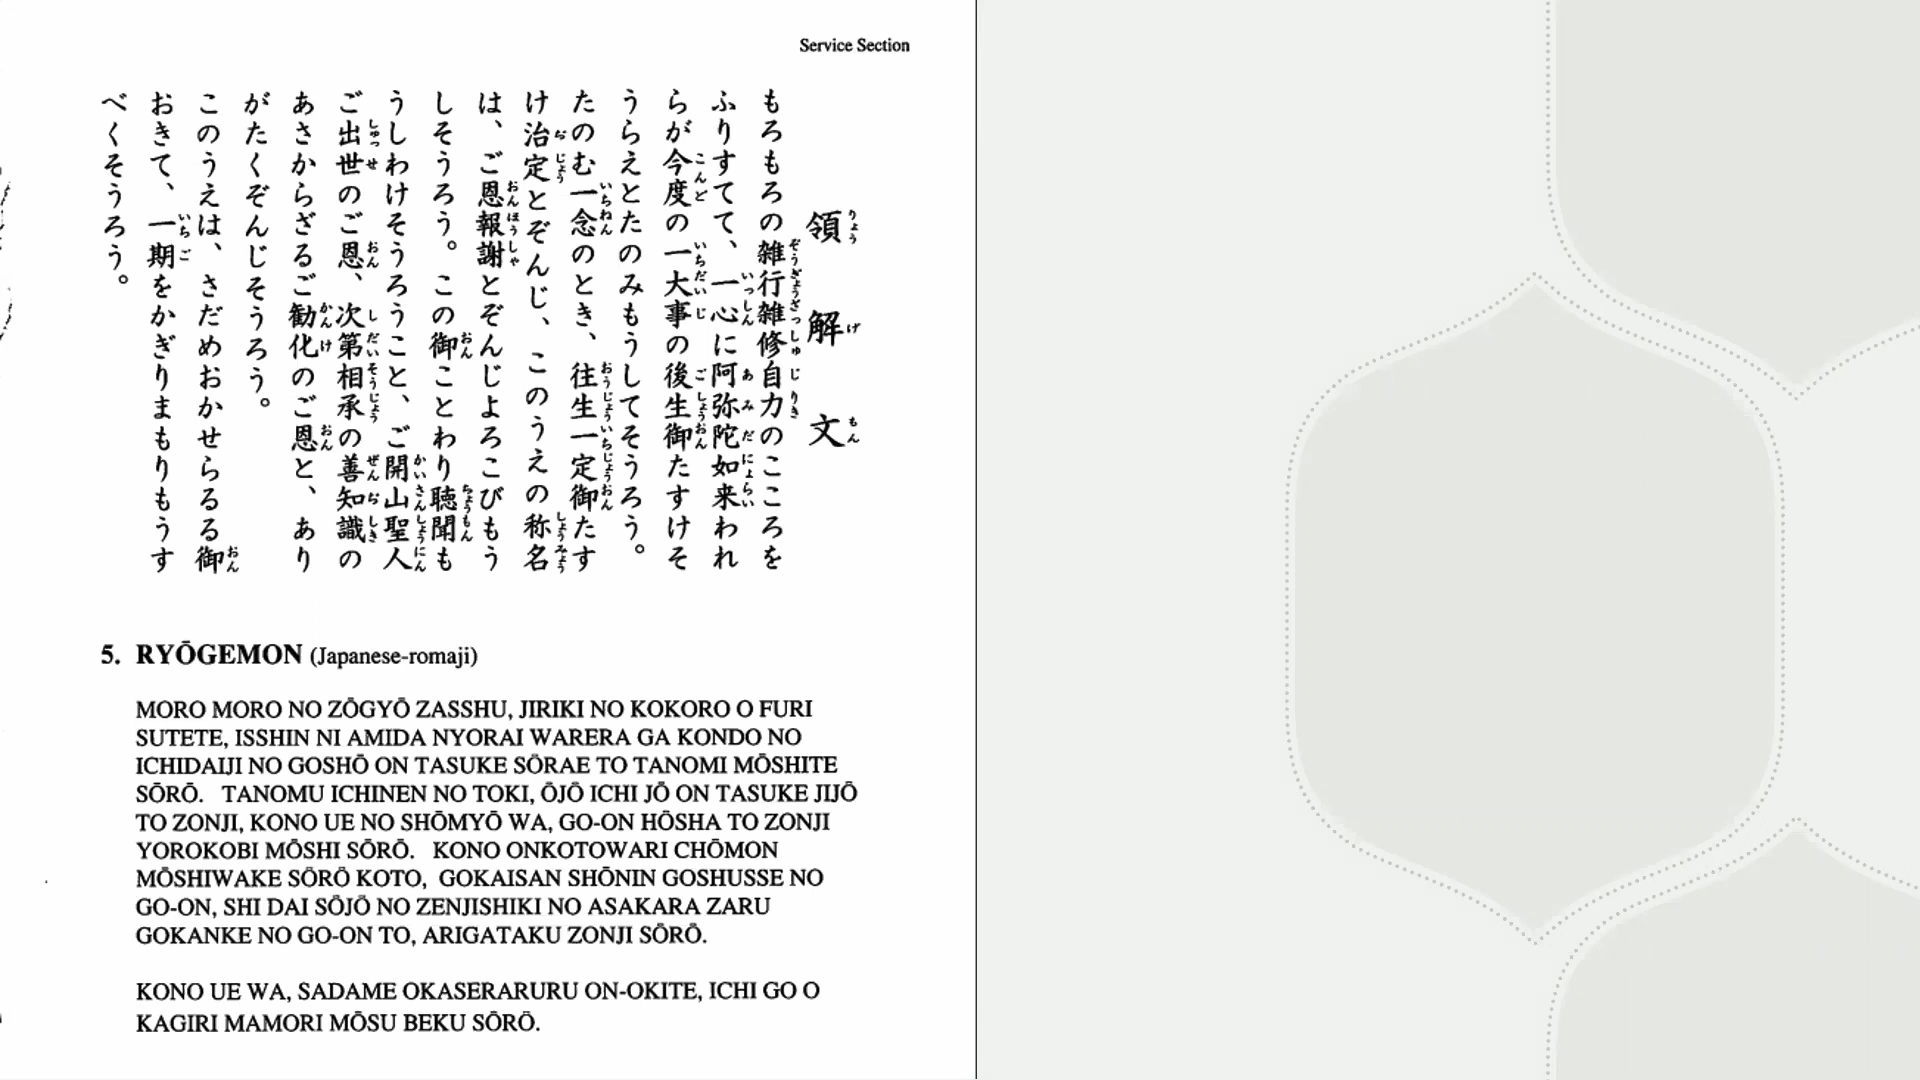 Service Section
領解文
もろもろの雑行雑修自力のこころを
ふりすてて、一心に阿弥陀如来われ
らが今度の一大事の後生御たすけそ
うらえとたのみもうしてそうろう。
たのむ一念のとき、往生一定御たす
け治定とぞんじ、このうえの称名
は、ご恩報謝とぞんじよろこびもう
しそうろう。この御ことわり聴聞も
うしわけそうろうこと、ご開山聖人
ご出世のご恩、次第相承の善知識の
あさからざるご勧化のご恩と、あり
がたくぞんじそうろう。
このうえは、さだめおかせらるる御
おきて、一期をかぎりまもりもうす
べくそうろう。
5. RYŌGEMON (Japanese-romaji)
MORO MORO NO ZŌGYŌ ZASSHU, JIRIKI NO KOKORO O FURI
SUTETE, ISSHIN NI AMIDA NYORAI WARERA GA KONDO NO
ICHIDAIJI NO GOSHŌ ON TASUKE SŌRAE TO TANOMI MŌSHITE
SŌRŌ. TANOMU ICHINEN NO TOKI, ŌJŌ ICHI JŌ ON TASUKE JIJŌ
TO ZONJI, KONO UE NO SHŌMYŌ WA, GO-ON HŌSHA TO ZONJI
YOROKOBI MŌSHI SŌRŌ. KONO ONKOTOWARI CHŌMON
MŌSHIWAKE SŌRŌ KOTO, GOKAISAN SHŌNIN GOSHUSSE NO
GO-ON, SHI DAI SŌJŌ NO ZENJISHIKI NO ASAKARA ZARU
GOKANKE NO GO-ON TO, ARIGATAKU ZONJI SŌRŌ.
KONO UE WA, SADAME OKASERARURU ON-OKITE, ICHI GO O
KAGIRI MAMORI MŌSU BEKU SŌRŌ.